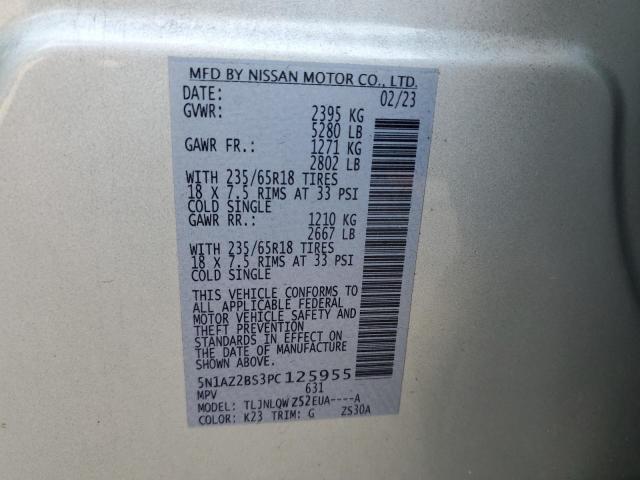 MFD BY NISSAN MOTOR CO., LTD.
DATE: 02/23
GVWR: 2395 KG
5280 LB
GAWR FR.: 1271 KG
2802 LB
WITH 235/65R18 TIRES
18 X 7.5 RIMS AT 33 PSI
COLD SINGLE
GAWR RR.: 1210 KG
2667 LB
WITH 235/65R18 TIRES
18 X 7.5 RIMS AT 33 PSI
COLD SINGLE
THIS VEHICLE CONFORMS TO
ALL APPLICABLE FEDERAL
MOTOR VEHICLE SAFETY AND
THEFT PREVENTION
STANDARDS IN EFFECT ON
THE DATE OF MANUFACTURE
SHOWN ABOVE.
5N1AZ2BS3PC125955
MPV 631
MODEL: TLJNLQWZ52EUA----A
COLOR: K23 TRIM: G ZS30A